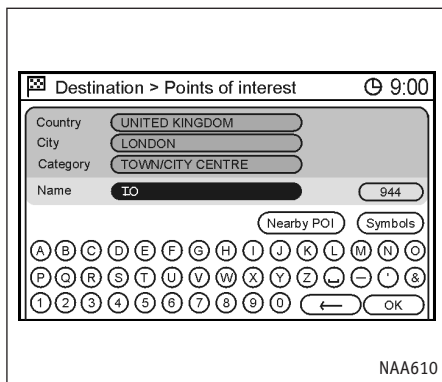 Destination > Points of interest 9:00
Country UNITED KINGDOM
City LONDON
Category TOWN/CITY CENTRE
Name IO 944
Nearby POI Symbols
A B C D E F G H I J K L M N O
P Q R S T U V W X Y Z ␣ - ' &
1 2 3 4 5 6 7 8 9 0 ← OK
NAA610